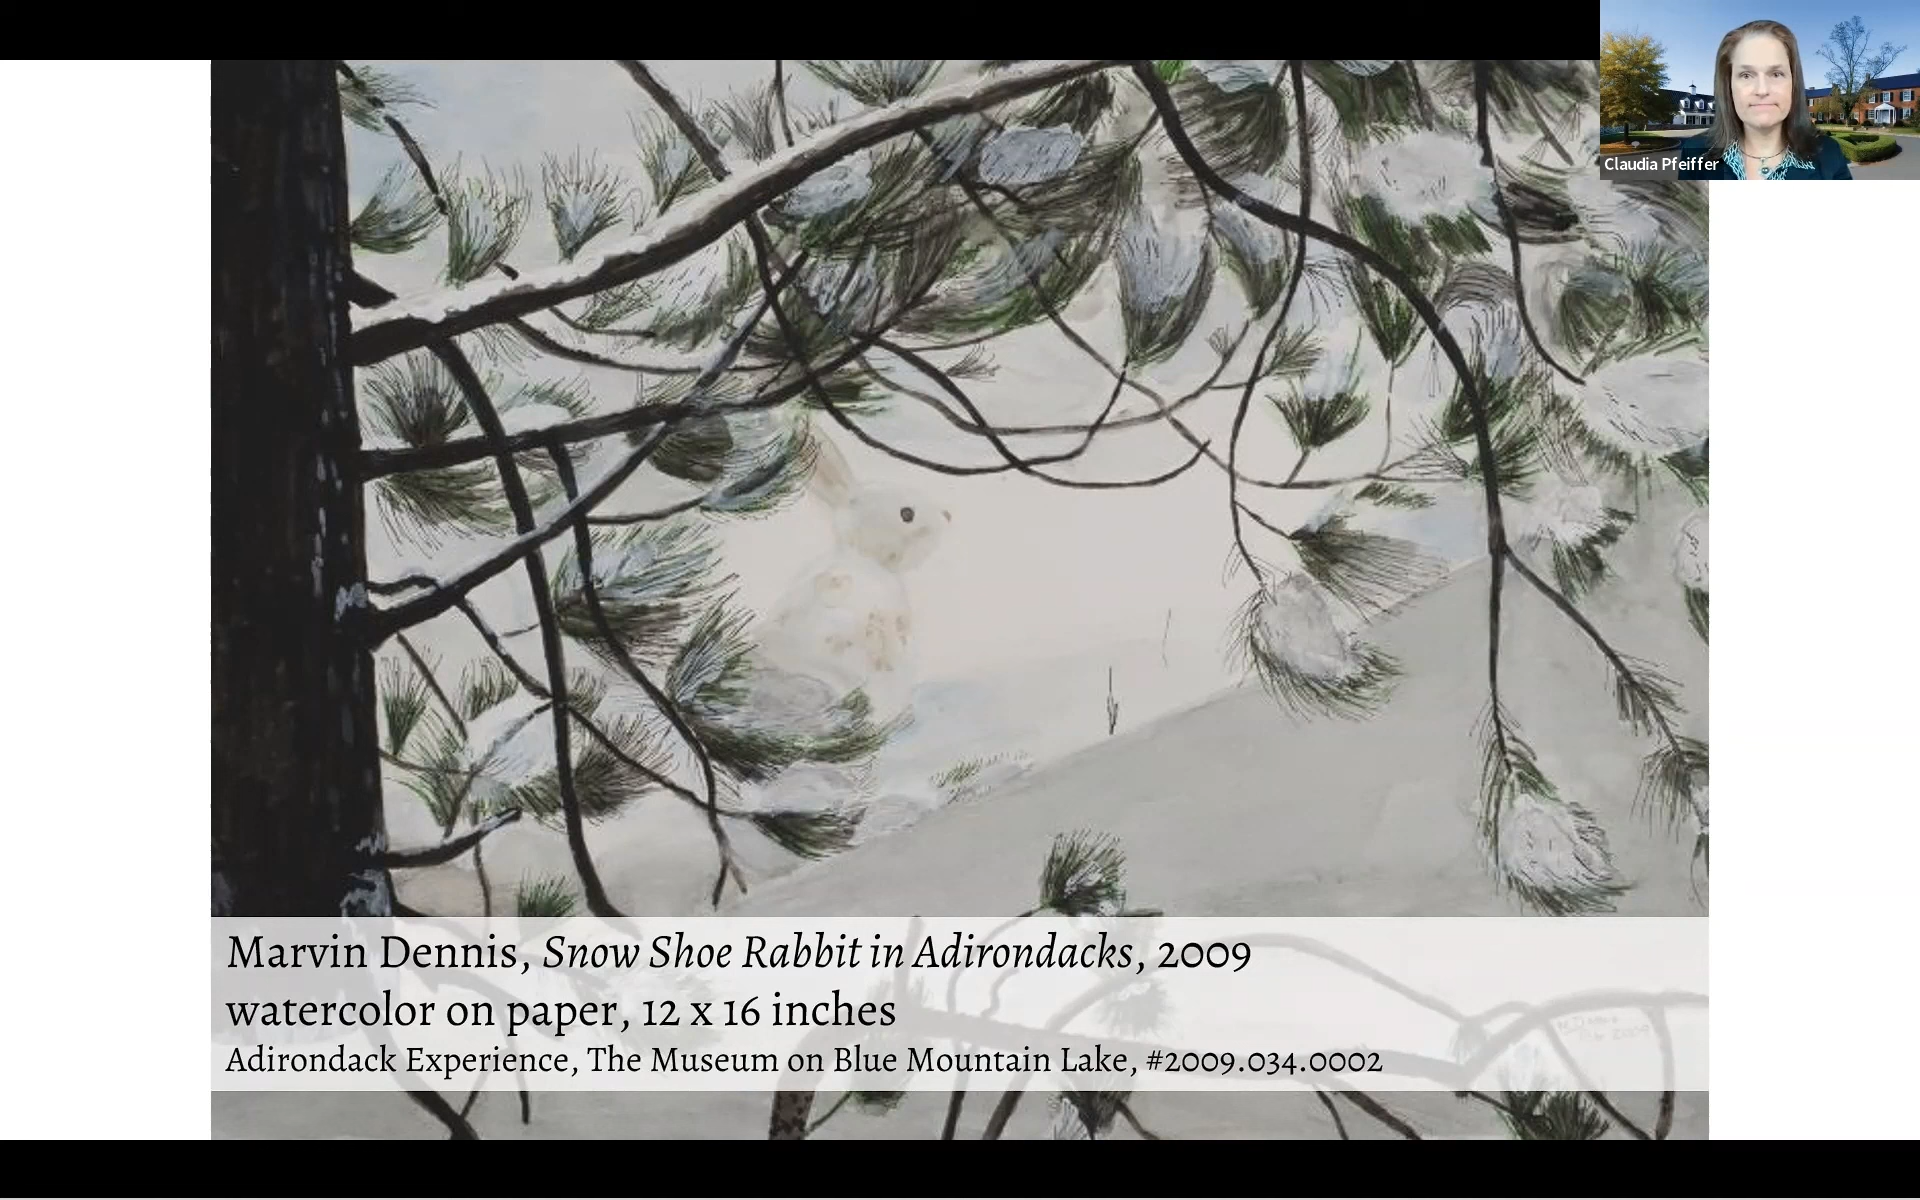 Claudia Pfeiffer
Marvin Dennis, Snow Shoe Rabbit in Adirondacks, 2009
watercolor on paper, 12 x 16 inches
Adirondack Experience, The Museum on Blue Mountain Lake, #2009.034.0002